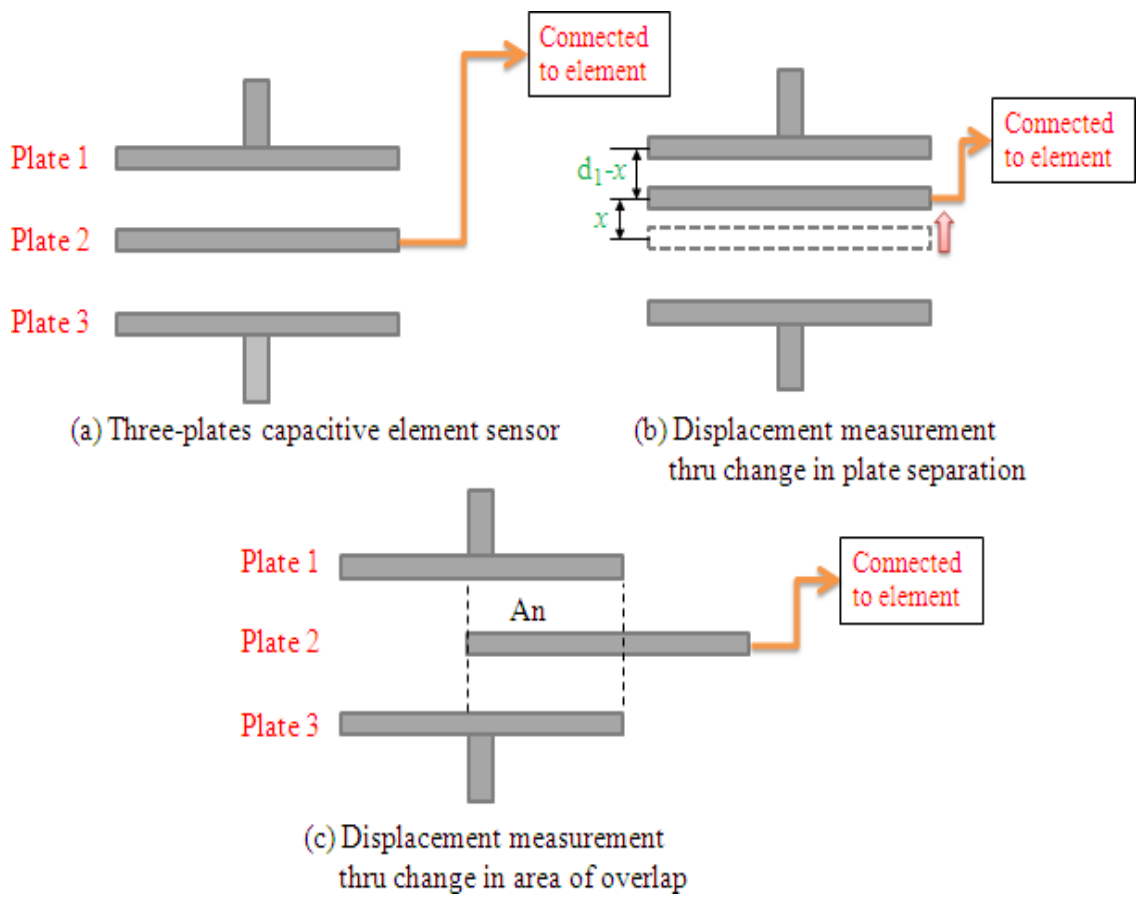 Connected
to element
Plate 1
Plate 2
Plate 3
(a) Three-plates capacitive element sensor
Connected
to element
d₁-x
x
(b) Displacement measurement
thru change in plate separation
Plate 1
An
Plate 2
Plate 3
Connected
to element
(c) Displacement measurement
thru change in area of overlap